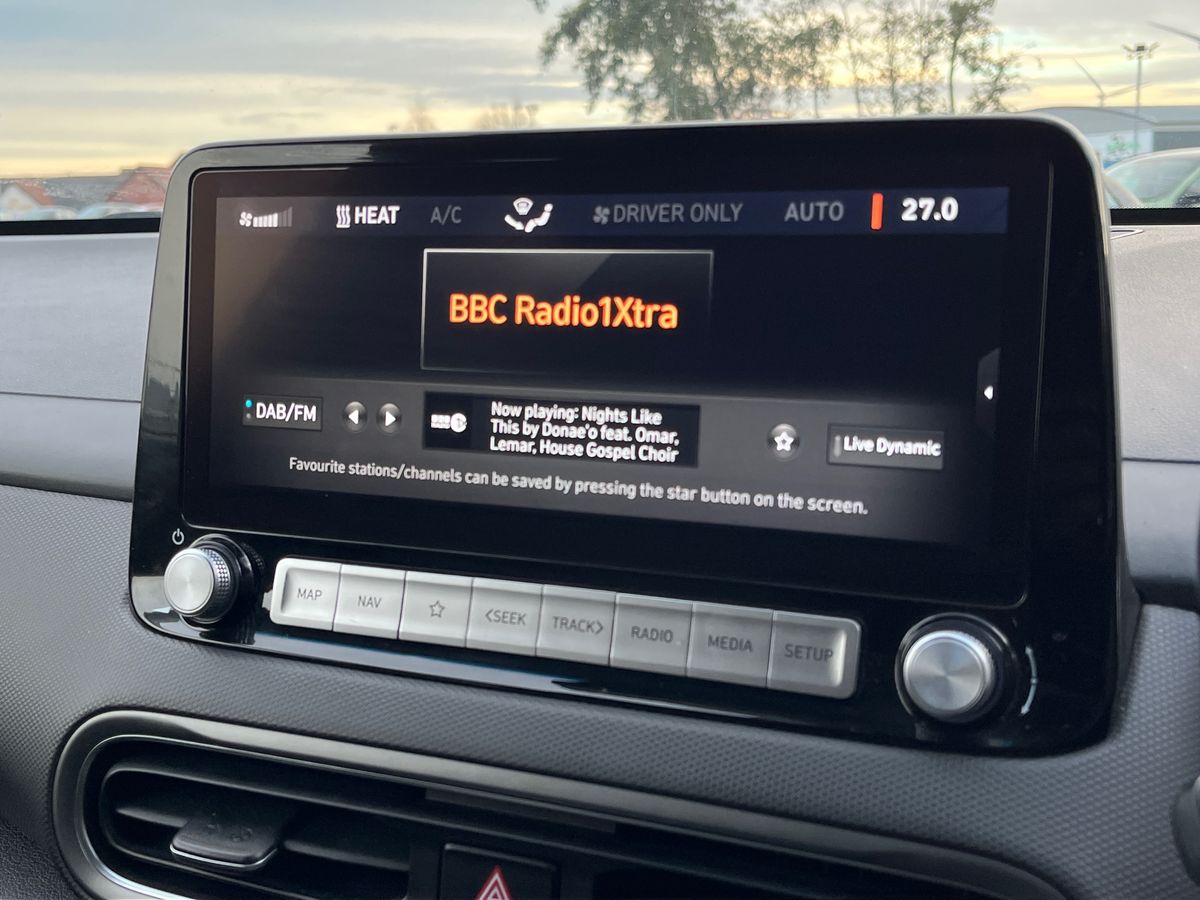 HEAT A/C DRIVER ONLY AUTO 27.0
BBC Radio1Xtra
DAB/FM
Now playing: Nights Like
This by Donae'o feat. Omar,
Lemar, House Gospel Choir
Live Dynamic
Favourite stations/channels can be saved by pressing the star button on the screen.
MAP NAV <SEEK TRACK> RADIO MEDIA SETUP